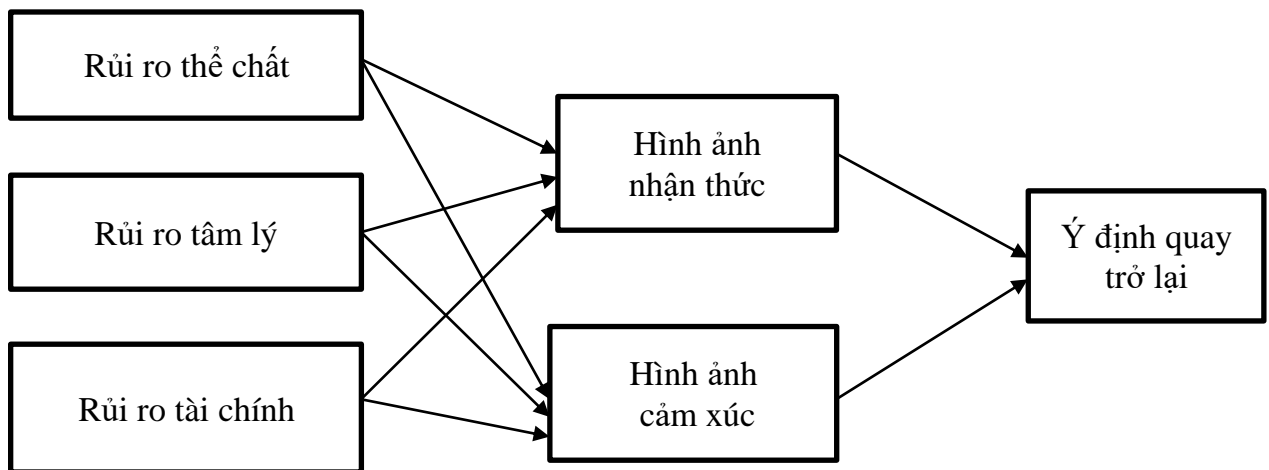 Rủi ro thể chất
Rủi ro tâm lý
Rủi ro tài chính
Hình ảnh
nhận thức
Hình ảnh
cảm xúc
Ý định quay
trở lại